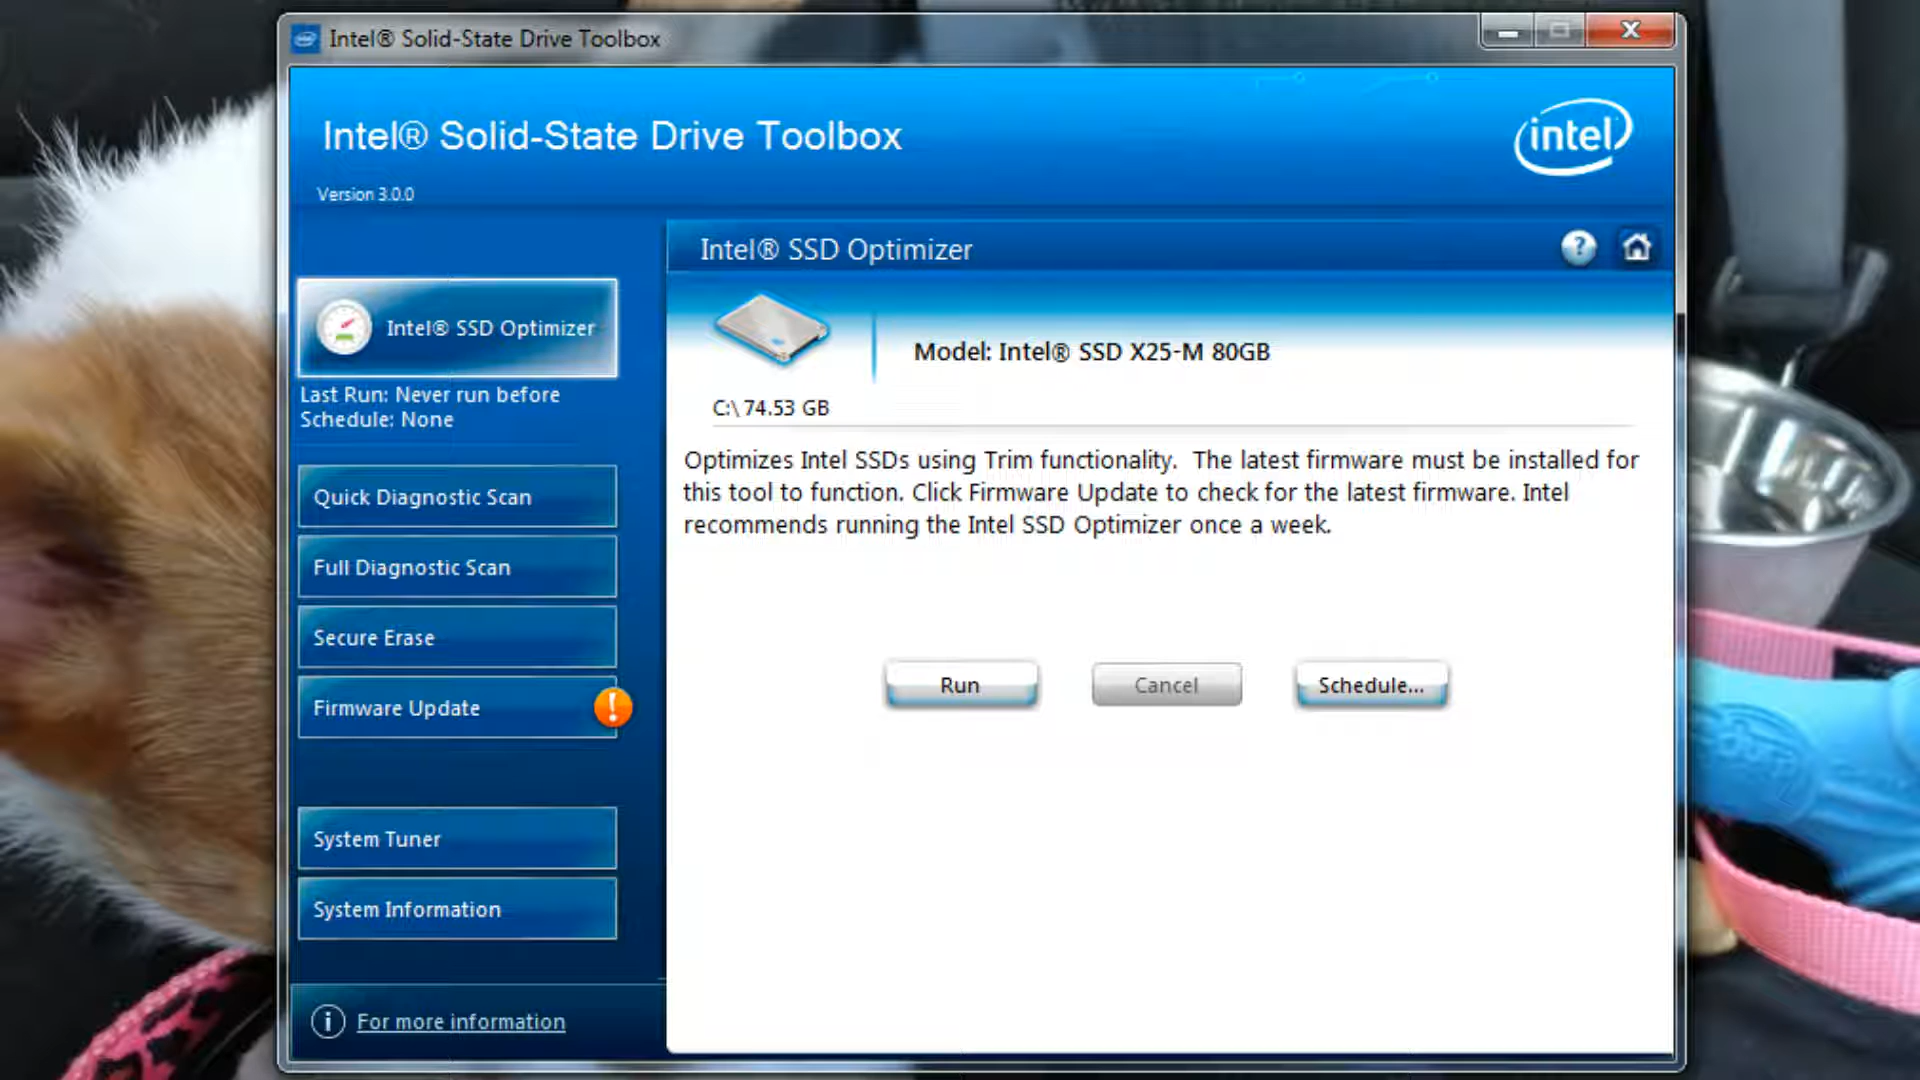 Intel® Solid-State Drive Toolbox
Intel® Solid-State Drive Toolbox
intel
Version 3.0.0
Intel® SSD Optimizer
?
Intel® SSD Optimizer
Last Run: Never run before
Schedule: None
Model: Intel® SSD X25-M 80GB
C:\ 74.53 GB
Optimizes Intel SSDs using Trim functionality. The latest firmware must be installed for
this tool to function. Click Firmware Update to check for the latest firmware. Intel
recommends running the Intel SSD Optimizer once a week.
Quick Diagnostic Scan
Full Diagnostic Scan
Secure Erase
Firmware Update
!
Run
Cancel
Schedule...
System Tuner
System Information
i
For more information